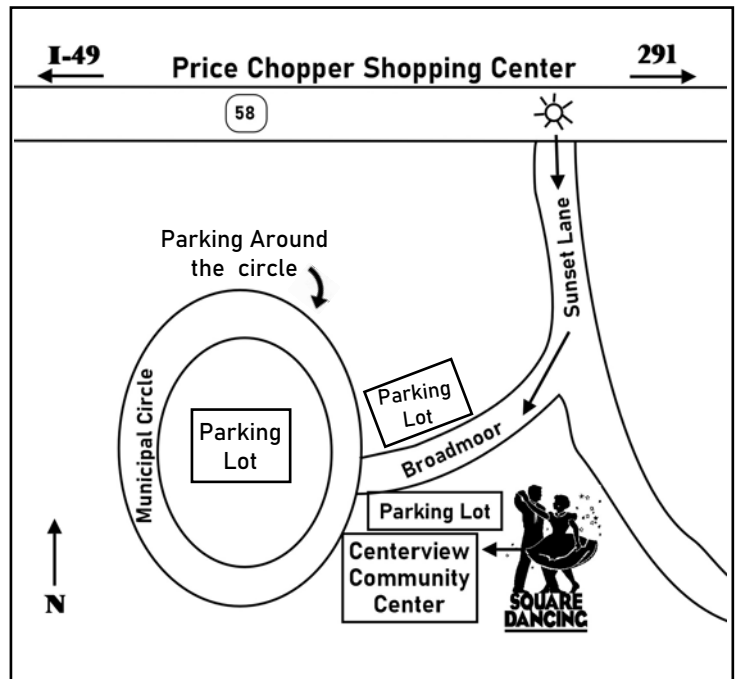 I-49
Price Chopper Shopping Center
291
58
Sunset Lane
Parking Around
the circle
Municipal Circle
Parking
Lot
Parking
Lot
Broadmoor
Parking Lot
Centerview
Community
Center
SQUARE
DANCING
N